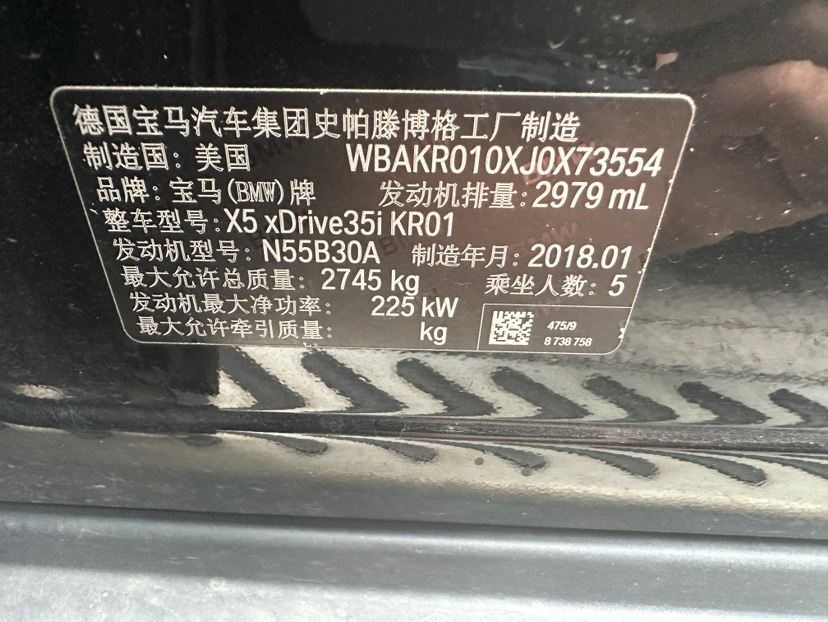 德国宝马汽车集团史帕滕博格工厂制造
制造国：美国 WBAKR010XJ0X73554
品牌：宝马(BMW)牌 发动机排量：2979 mL
整车型号：X5 xDrive35i KR01
发动机型号：N55B30A 制造年月：2018.01
最大允许总质量：2745 kg 乘坐人数：5
发动机最大净功率：225 kW
最大允许牵引质量： kg
475/9
8 738 758